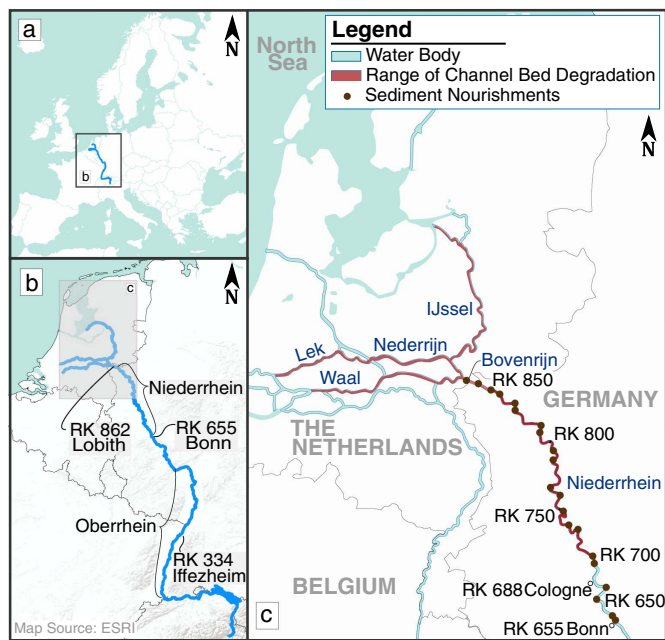 a
N
b
b
c
N
Niederrhein
RK 862
Lobith
RK 655
Bonn
Oberrhein
RK 334
Iffezheim
Map Source: ESRI
Legend
Water Body
Range of Channel Bed Degradation
Sediment Nourishments
North
Sea
N
IJssel
Nederrijn
Lek
Waal
Bovenrijn
RK 850
GERMANY
THE
NETHERLANDS
RK 800
Niederrhein
RK 750
RK 700
BELGIUM
RK 688 Cologne
RK 650
RK 655 Bonn
c